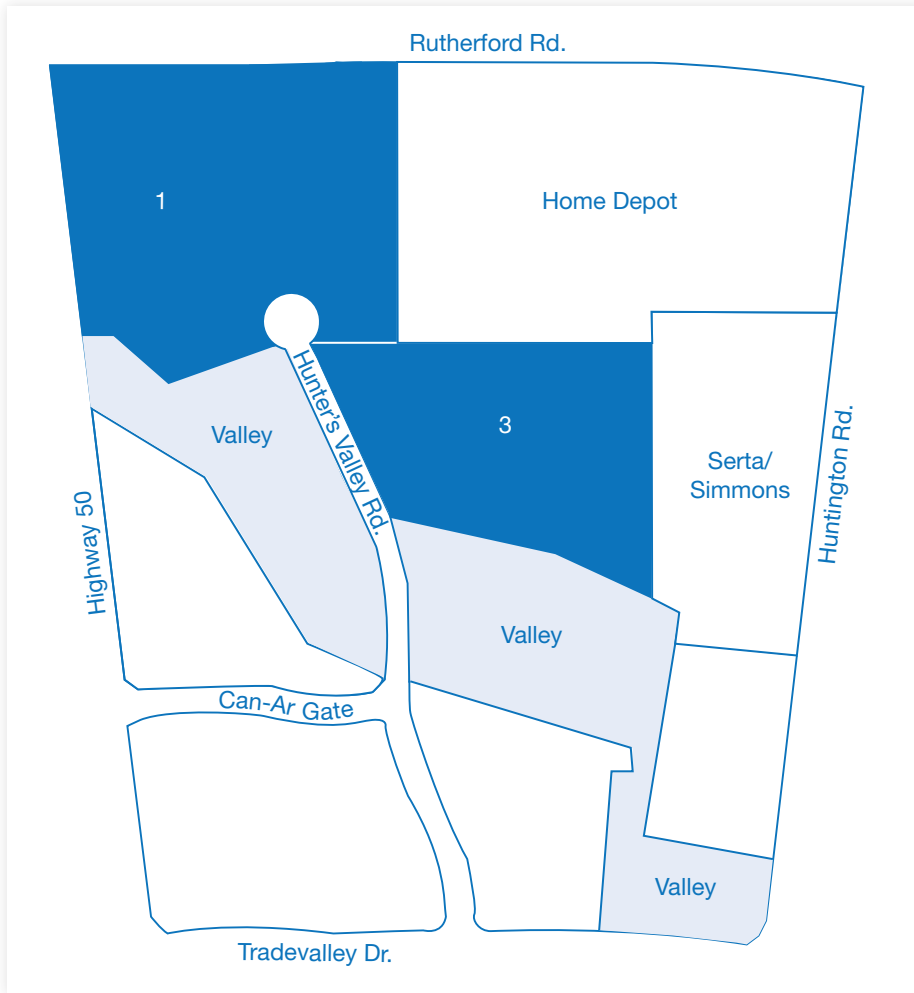 Rutherford Rd.
1
Home Depot
Hunter's Valley Rd.
Valley
3
Serta/
Simmons
Huntington Rd.
Highway 50
Valley
Can-Ar Gate
Valley
Tradevalley Dr.